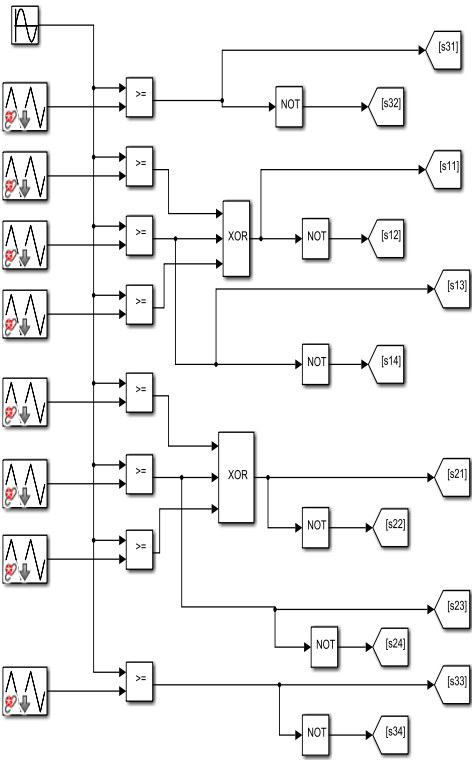 [s31]
>=
NOT
[s32]
>=
[s11]
>=
XOR
NOT
[s12]
>=
[s13]
NOT
[s14]
>=
>=
XOR
[s21]
>=
NOT
[s22]
[s23]
NOT
[s24]
>=
[s33]
NOT
[s34]